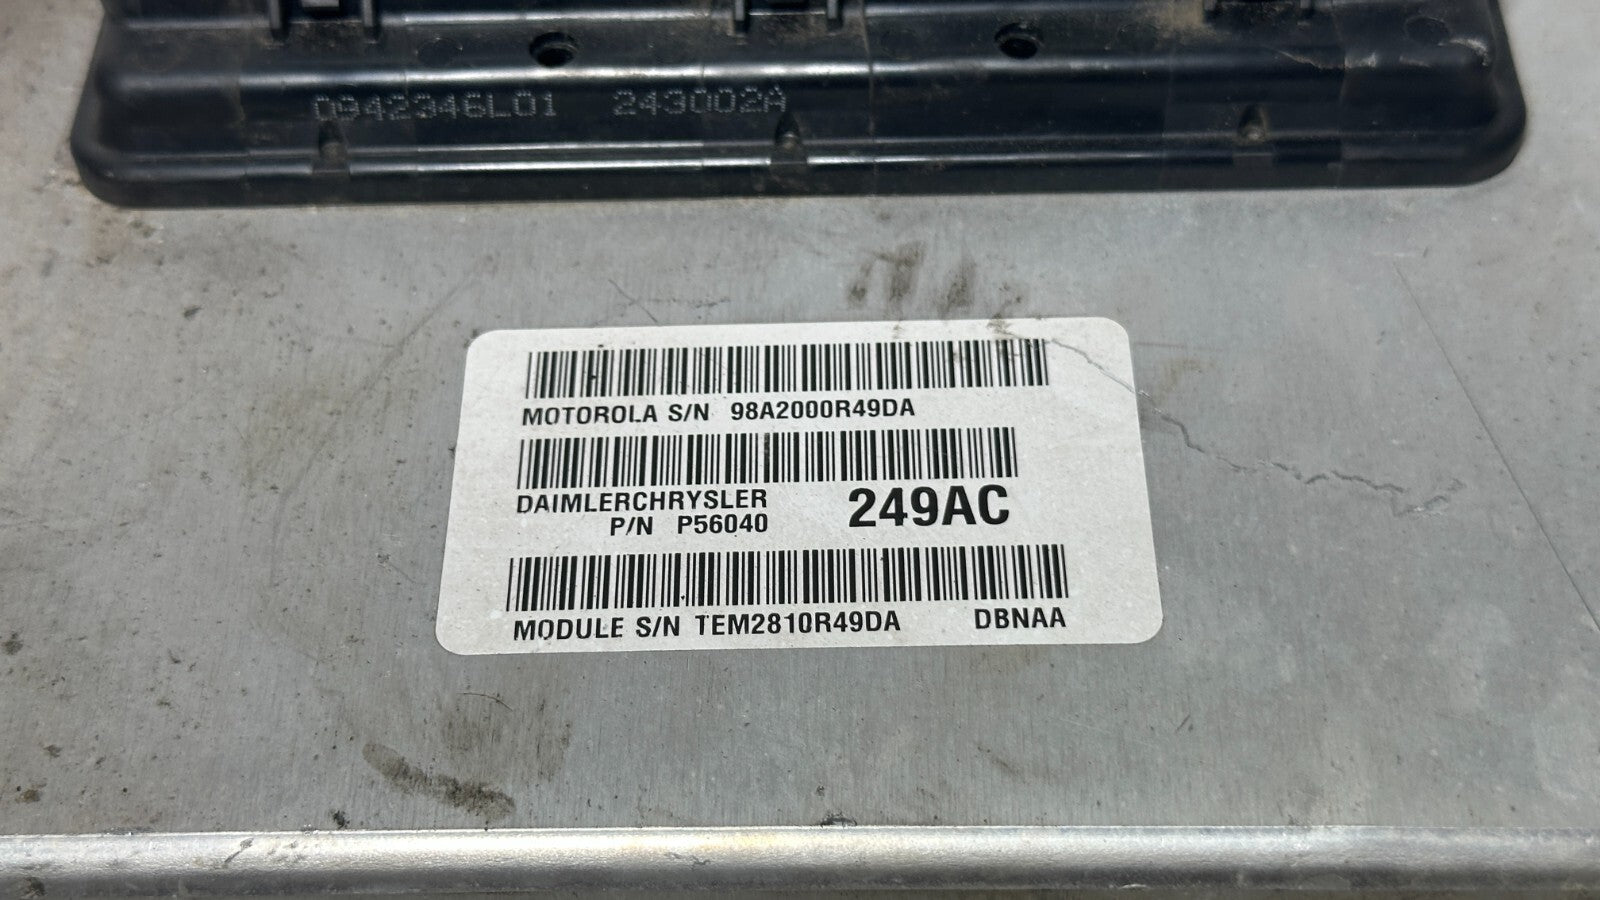 0942346L01 243002A
MOTOROLA S/N 98A2000R49DA
DAIMLERCHRYSLER 249AC
P/N P56040
MODULE S/N TEM2810R49DA DBNAA